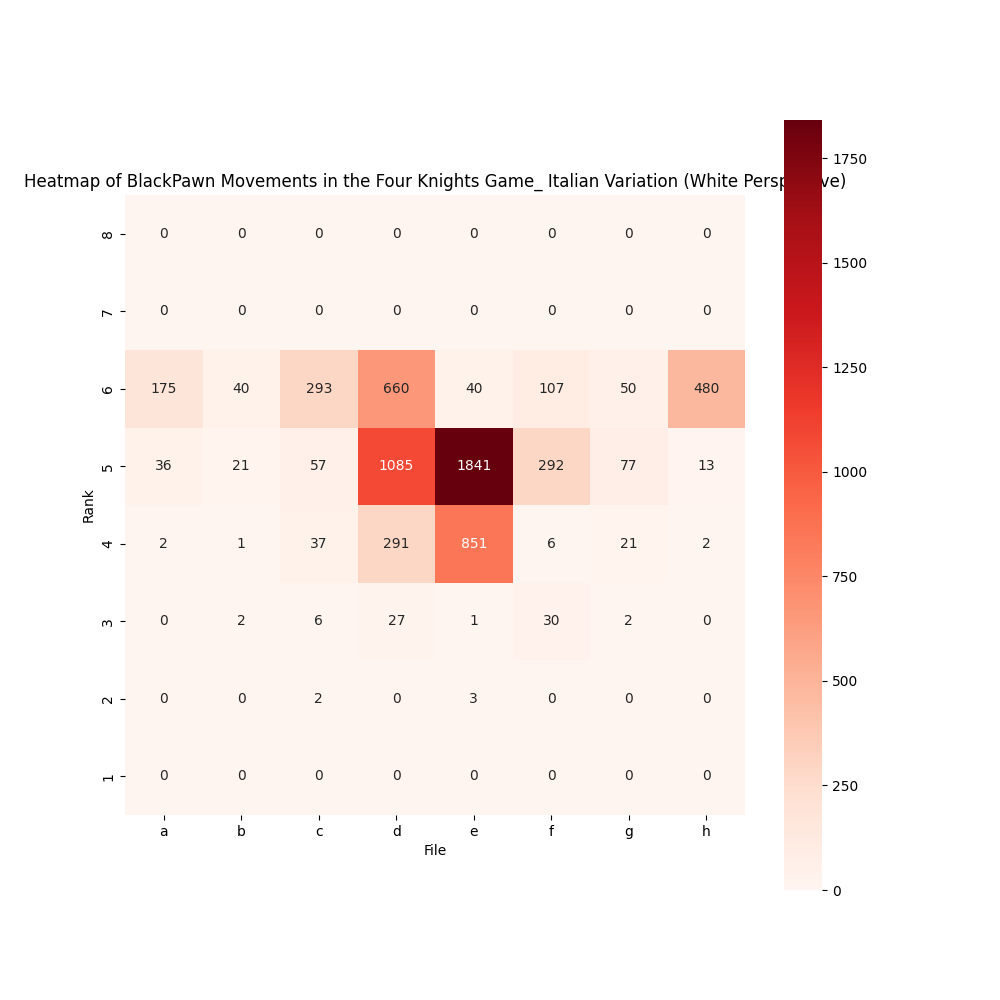 Heatmap of BlackPawn Movements in the Four Knights Game_ Italian Variation (White Persp ve)
8 0 0 0 0 0 0 0 0
7 0 0 0 0 0 0 0 0
6 175 40 293 660 40 107 50 480
5 36 21 57 1085 1841 292 77 13
4 2 1 37 291 851 6 21 2
3 0 2 6 27 1 30 2 0
2 0 0 2 0 3 0 0 0
1 0 0 0 0 0 0 0 0
a b c d e f g h
File
Rank
1750
1500
1250
1000
750
500
250
0